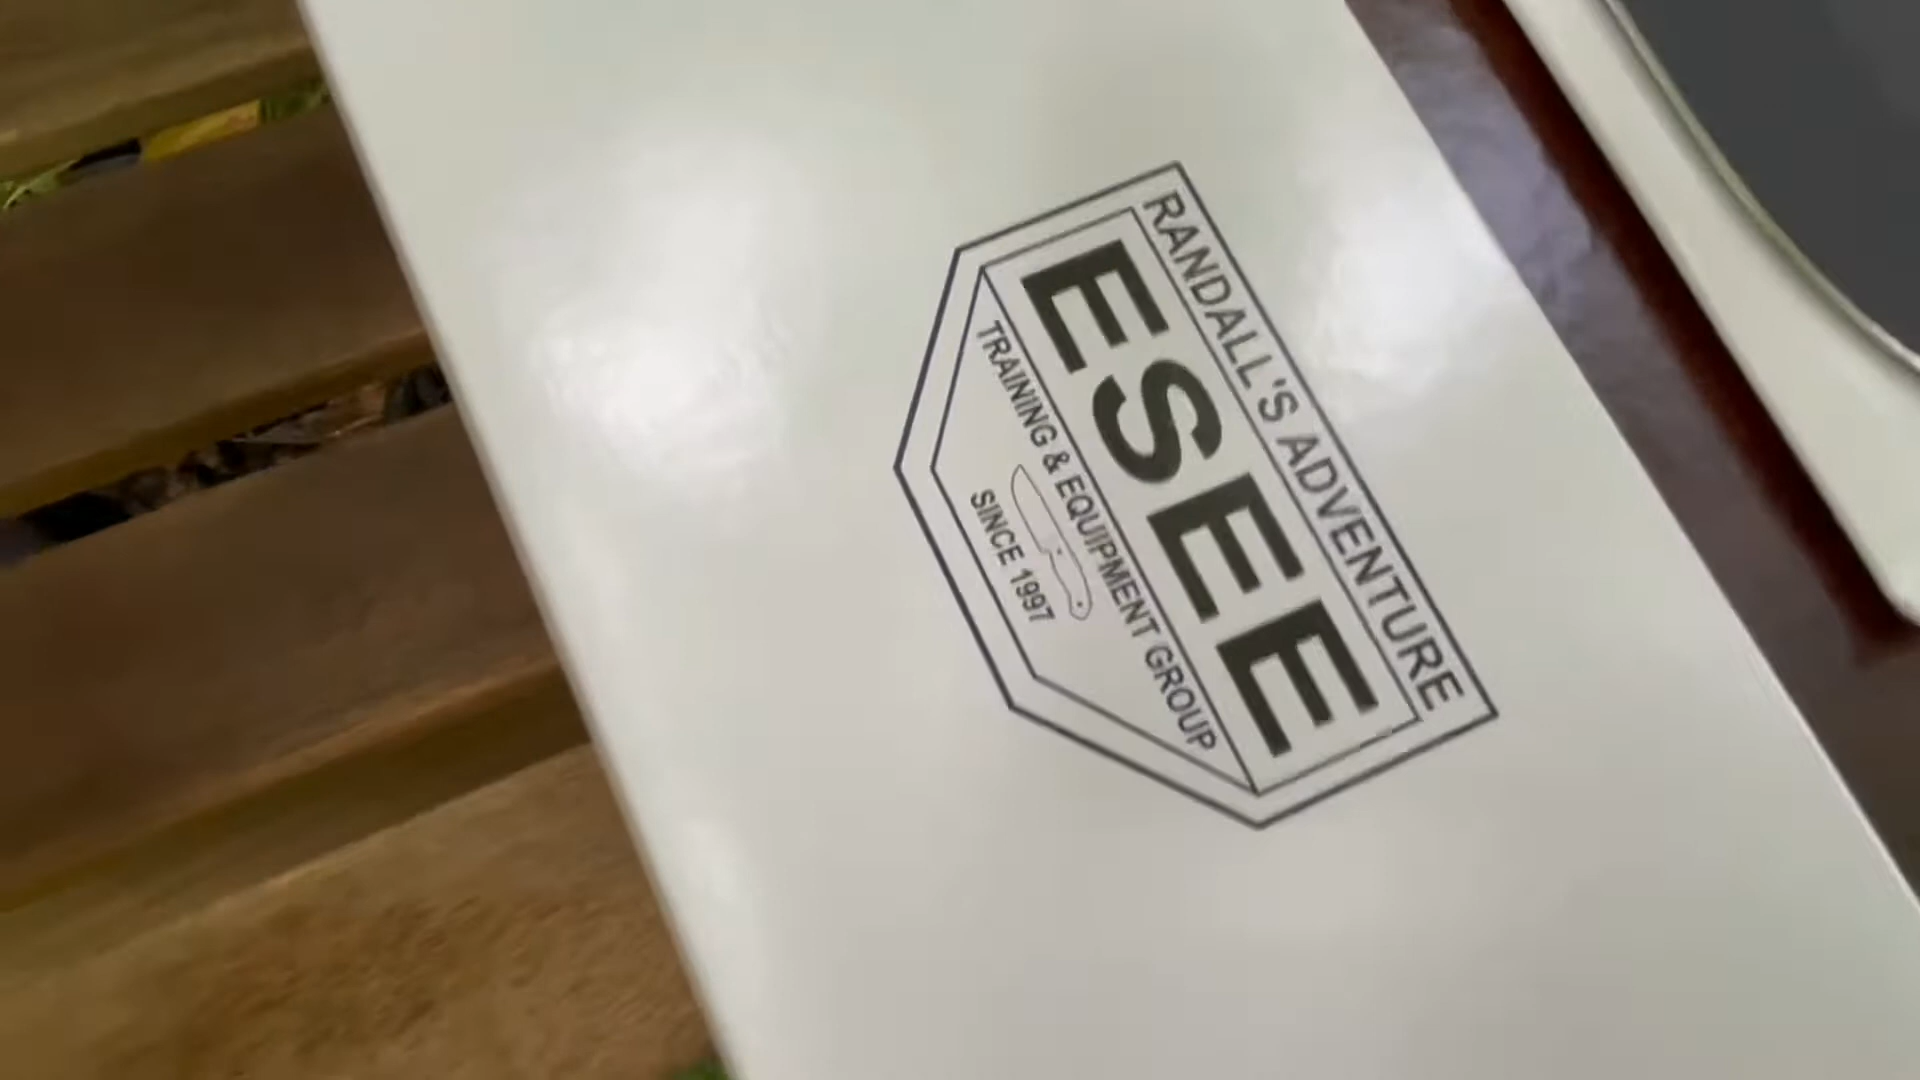 RANDALL'S ADVENTURE
ESEE
TRAINING & EQUIPMENT GROUP
SINCE 1997